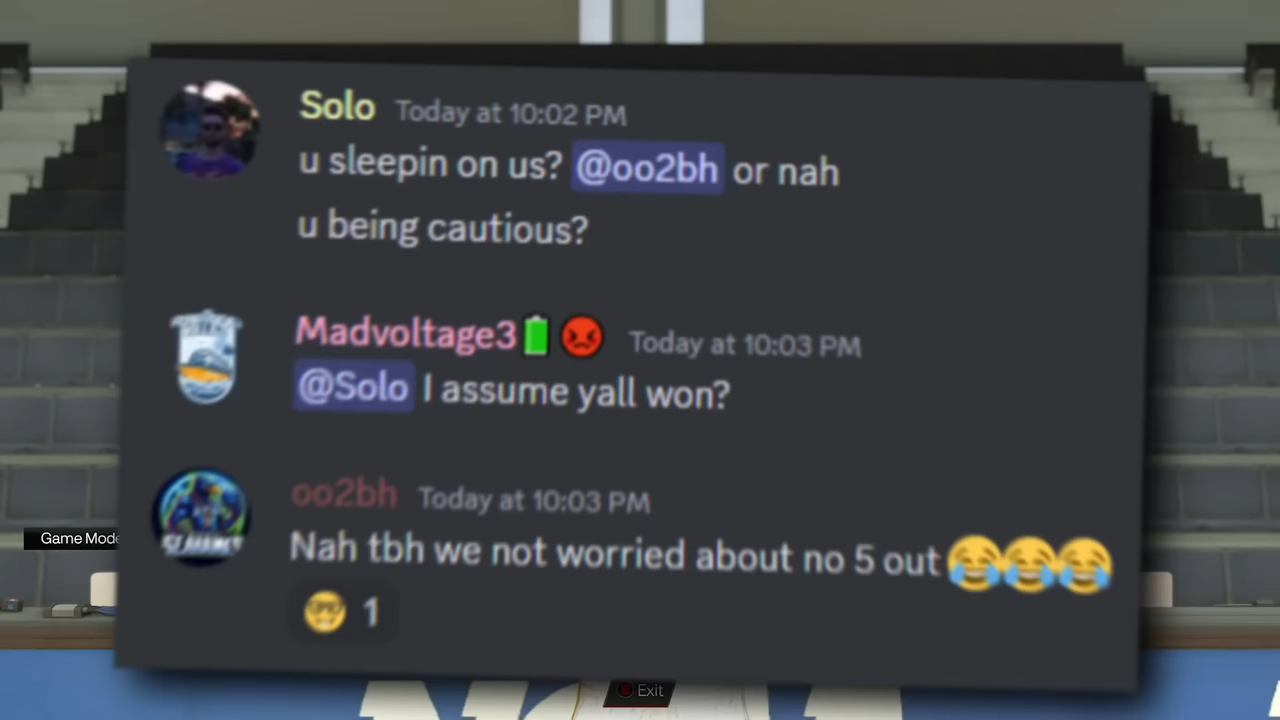 Solo Today at 10:02 PM
u sleepin on us? @oo2bh or nah
u being cautious?
Madvoltage3🔋😡 Today at 10:03 PM
@Solo I assume yall won?
oo2bh Today at 10:03 PM
Nah tbh we not worried about no 5 out 😂😂😂
🤓 1
Game Mode
Exit